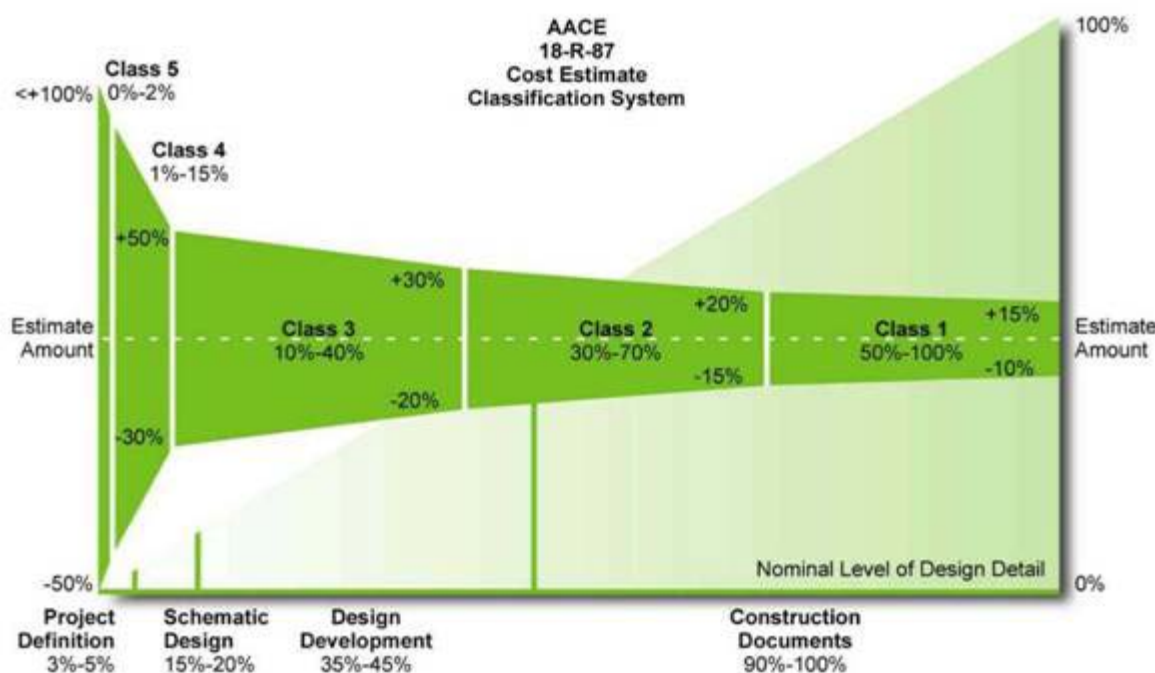 AACE
18-R-87
Cost Estimate
Classification System
100%
Class 5
0%-2%
<+100%
Class 4
1%-15%
+50%
+30%
+20%
+15%
Estimate
Amount
Class 3
10%-40%
Class 2
30%-70%
Class 1
50%-100%
Estimate
Amount
-30%
-20%
-15%
-10%
-50%
Nominal Level of Design Detail
0%
Project
Definition
3%-5%
Schematic
Design
15%-20%
Design
Development
35%-45%
Construction
Documents
90%-100%